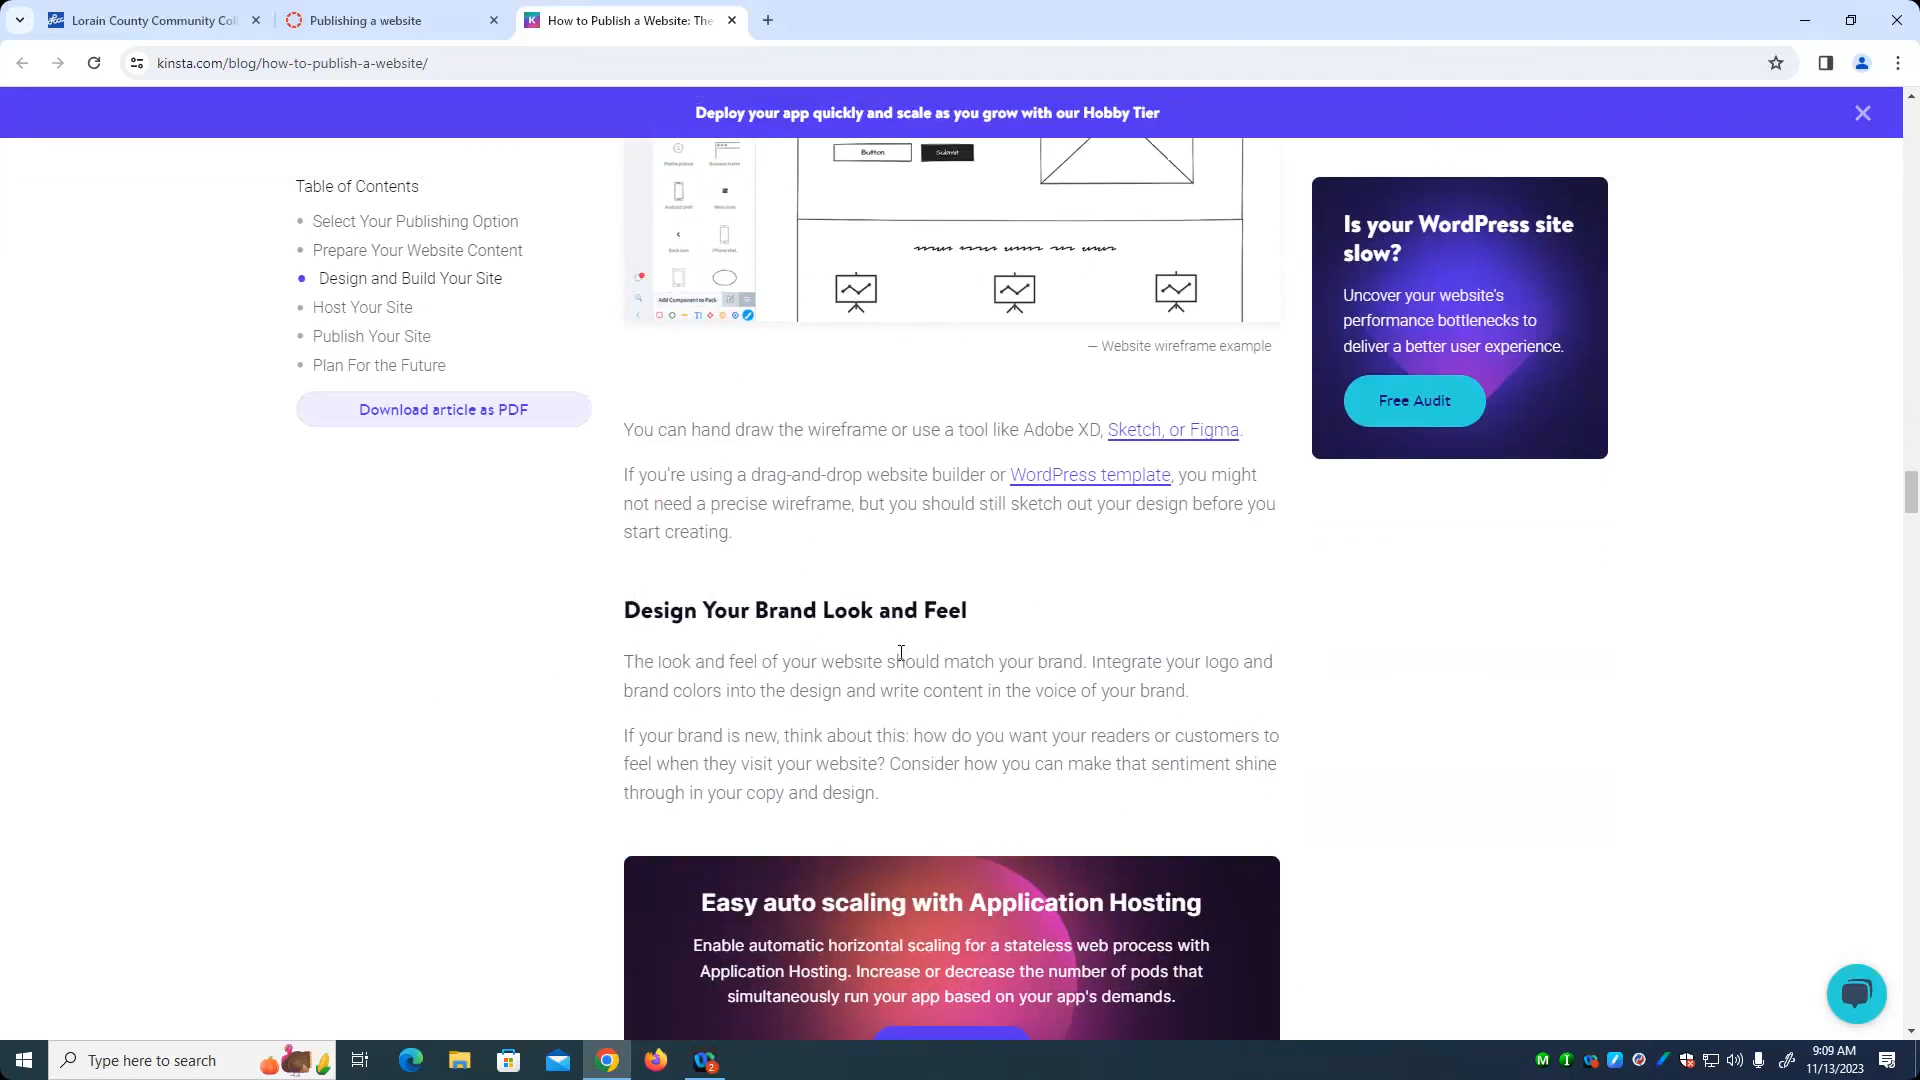 Lorain County Community Col
Publishing a website
How to Publish a Website: The
kinsta.com/blog/how-to-publish-a-website/
Deploy your app quickly and scale as you grow with our Hobby Tier
Table of Contents
Select Your Publishing Option
Prepare Your Website Content
Design and Build Your Site
Host Your Site
Publish Your Site
Plan For the Future
Download article as PDF
Profile picture
Button
Submit
Add Component to Pack
— Website wireframe example
You can hand draw the wireframe or use a tool like Adobe XD, Sketch, or Figma.
If you're using a drag-and-drop website builder or WordPress template, you might
not need a precise wireframe, but you should still sketch out your design before you
start creating.
Design Your Brand Look and Feel
The look and feel of your website should match your brand. Integrate your logo and
brand colors into the design and write content in the voice of your brand.
If your brand is new, think about this: how do you want your readers or customers to
feel when they visit your website? Consider how you can make that sentiment shine
through in your copy and design.
Easy auto scaling with Application Hosting
Enable automatic horizontal scaling for a stateless web process with
Application Hosting. Increase or decrease the number of pods that
simultaneously run your app based on your app's demands.
Is your WordPress site
slow?
Uncover your website's
performance bottlenecks to
deliver a better user experience.
Free Audit
Type here to search
9:09 AM
11/13/2023